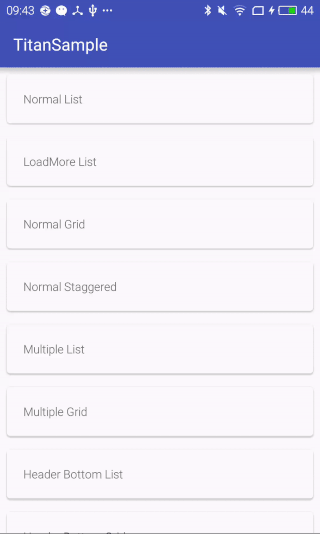 09:43 44
TitanSample
Normal List
LoadMore List
Normal Grid
Normal Staggered
Multiple List
Multiple Grid
Header Bottom List